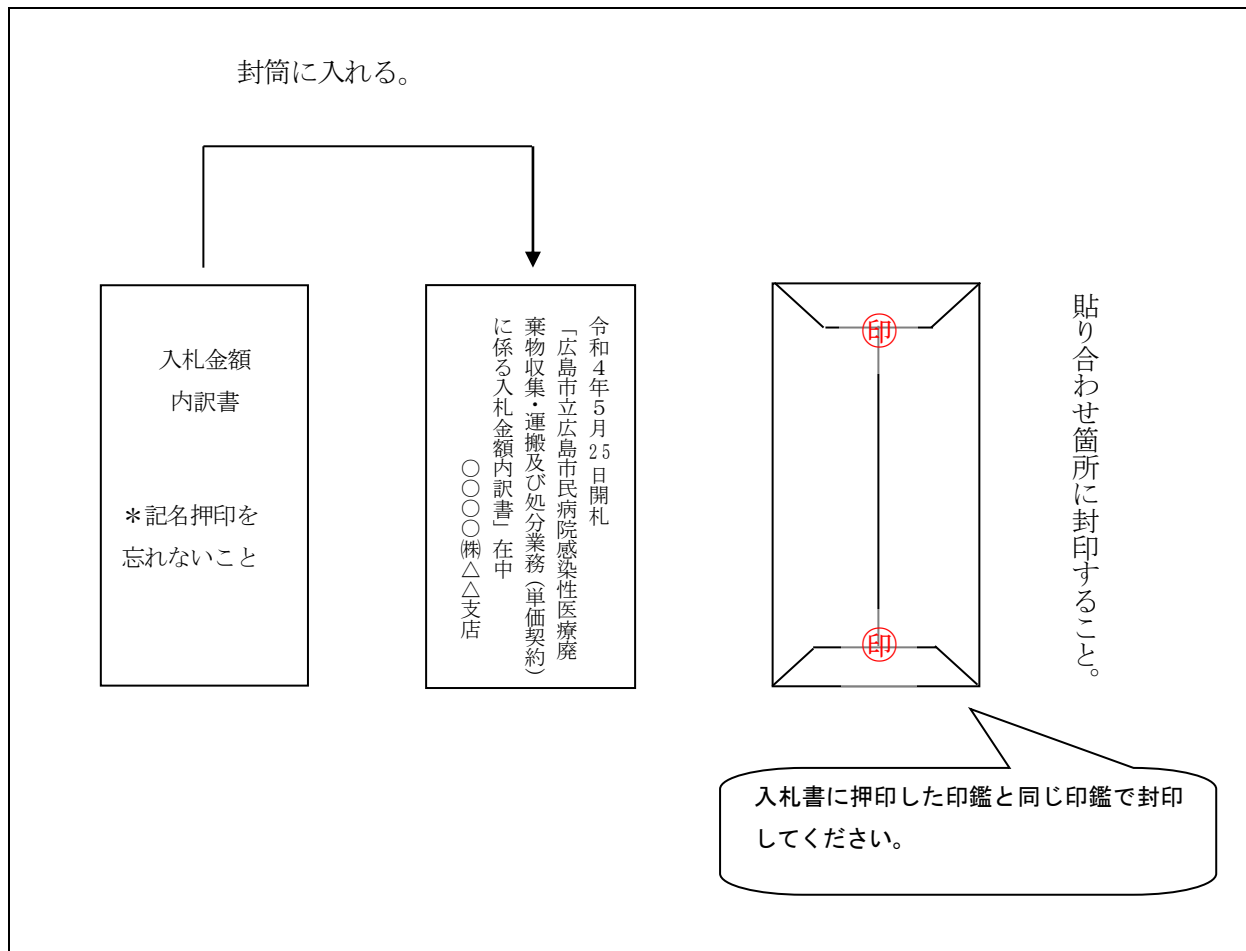 封筒に入れる。
入札金額
内訳書
＊記名押印を
忘れないこと
令和４年５月25日開札
「広島市立広島市民病院感染性医療廃
棄物収集・運搬及び処分業務（単価契約）
に係る入札金額内訳書」在中
○○○○㈱△△支店
印
印
貼り合わせ箇所に封印すること。
入札書に押印した印鑑と同じ印鑑で封印
してください。